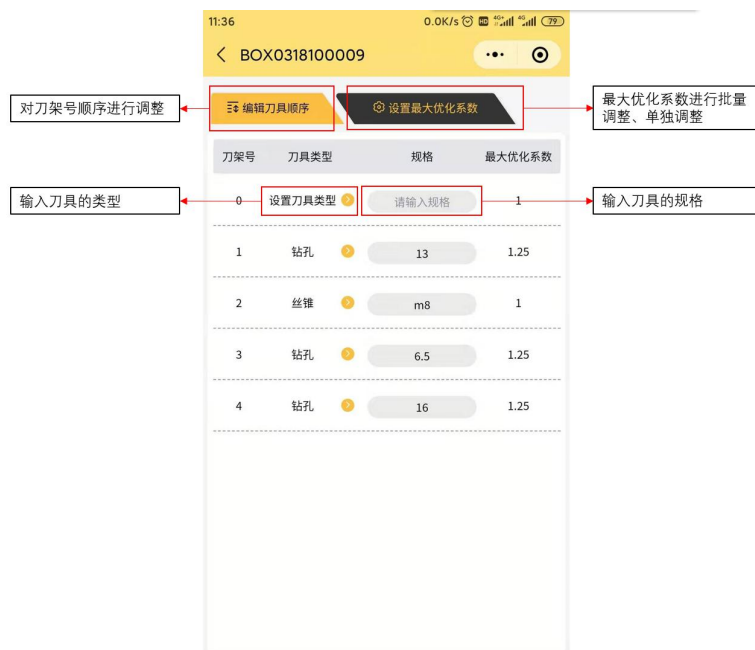 11:36 0.0K/s HD 4G+ 4G 79
BOX0318100009
对刀架号顺序进行调整
编辑刀具顺序 设置最大优化系数
最大优化系数进行批量
调整、单独调整
刀架号 刀具类型 规格 最大优化系数
输入刀具的类型
0 设置刀具类型 请输入规格 1
输入刀具的规格
1 钻孔 13 1.25
2 丝锥 m8 1
3 钻孔 6.5 1.25
4 钻孔 16 1.25